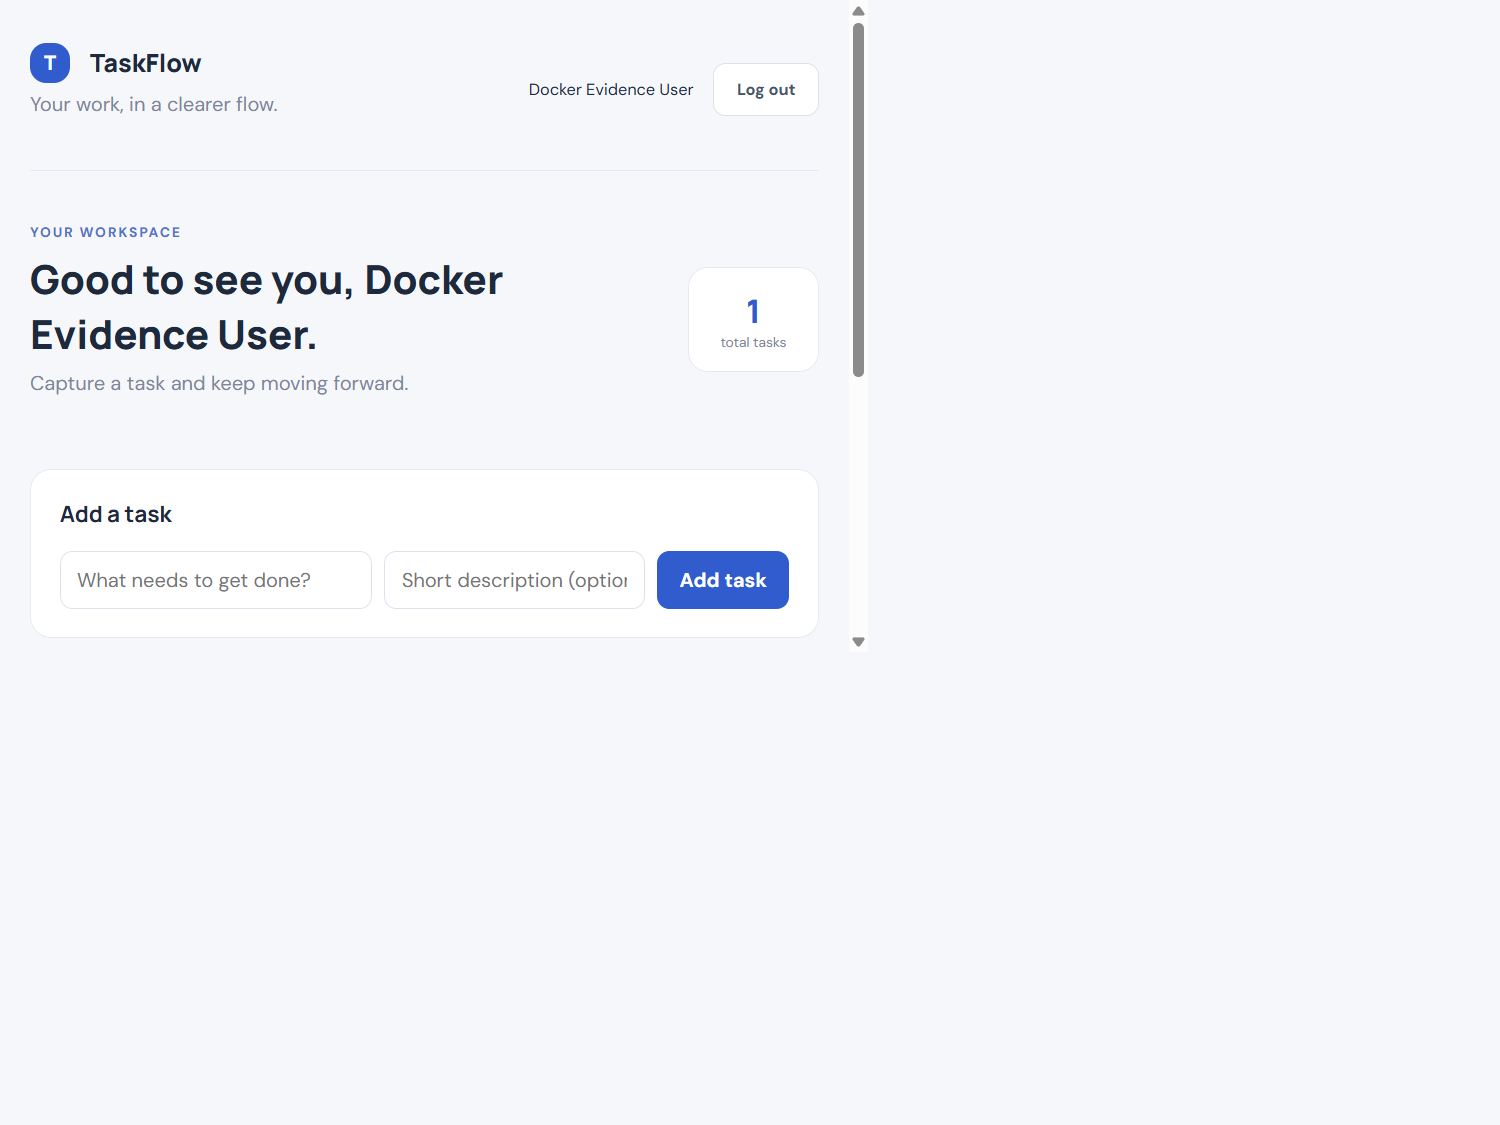 T
TaskFlow
Your work, in a clearer flow.
Docker Evidence User
Log out
YOUR WORKSPACE
Good to see you, Docker
Evidence User.
Capture a task and keep moving forward.
1
total tasks
Add a task
What needs to get done?
Short description (option
Add task